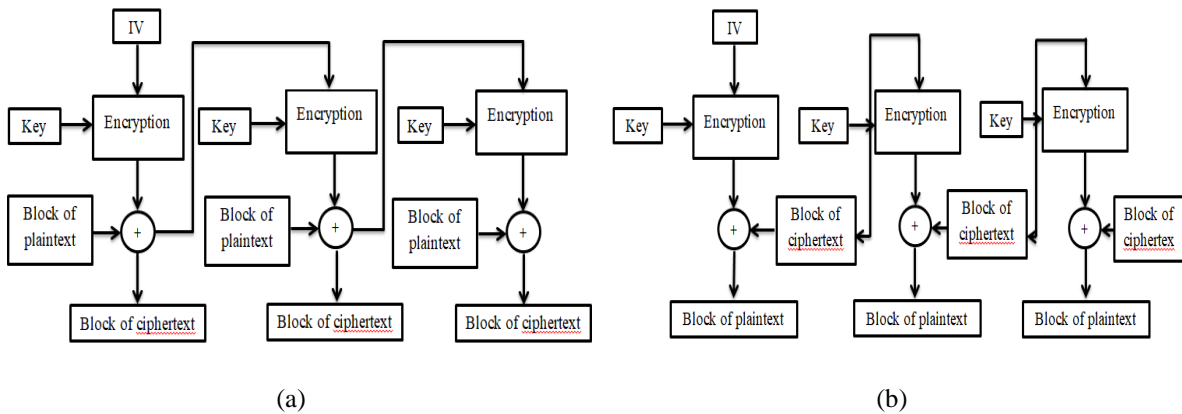 IV
Key
Encryption
Block of
plaintext
+
Block of ciphertext
Key
Encryption
Block of
plaintext
+
Block of ciphertext
Key
Encryption
Block of
plaintext
+
Block of ciphertext
(a)
IV
Key
Encryption
+
Block of
ciphertext
Block of plaintext
Key
Encryption
+
Block of
ciphertext
Block of plaintext
Key
Encryption
+
Block of
ciphertex
Block of plaintext
(b)